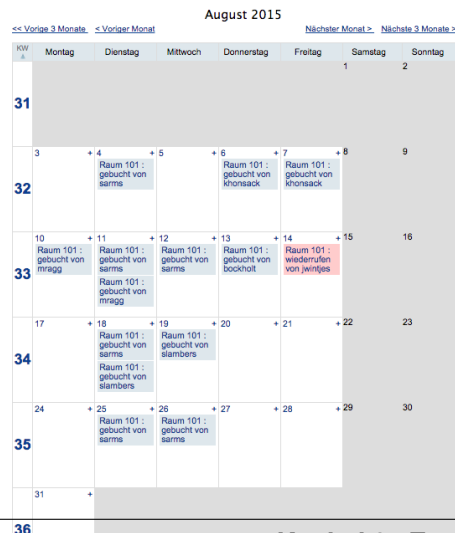 August 2015
<< Vorige 3 Monate < Voriger Monat Nächster Monat > Nächste 3 Monate >
KW Montag Dienstag Mittwoch Donnerstag Freitag Samstag Sonntag
1 2
31
3 + 4 + 5 + 6 + 7 + 8 9
Raum 101 : Raum 101 : Raum 101 :
gebucht von gebucht von gebucht von
sarms khonsack khonsack
32
10 + 11 + 12 + 13 + 14 + 15 16
Raum 101 : Raum 101 : Raum 101 : Raum 101 : Raum 101 :
gebucht von gebucht von gebucht von gebucht von wiederrufen
mragg sarms sarms bockholt von jwintjes
33
Raum 101 :
gebucht von
mragg
17 + 18 + 19 + 20 + 21 + 22 23
Raum 101 : Raum 101 :
gebucht von gebucht von
sarms slambers
34
Raum 101 :
gebucht von
slambers
24 + 25 + 26 + 27 + 28 + 29 30
Raum 101 : Raum 101 :
gebucht von gebucht von
sarms sarms
35
31 +
36